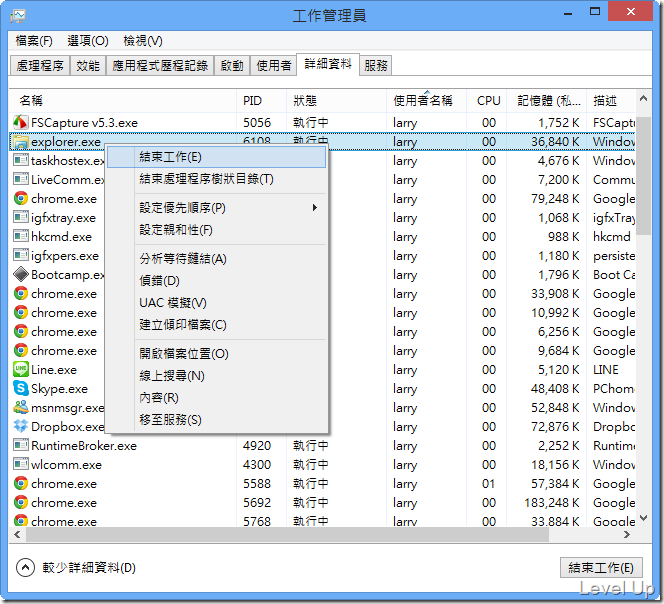 工作管理員
檔案(F) 選項(O) 檢視(V)
處理程序 效能 應用程式歷程記錄 啟動 使用者 詳細資料 服務
名稱 PID 狀態 使用者名稱 CPU 記憶體 (私... 描述
FSCapture v5.3.exe 5056 執行中 larry 00 1,752 K FSCaptu
explorer.exe 6108 執行中 larry 00 36,840 K Window
taskhostex.ex larry 00 4,676 K Window
LiveComm.ex larry 00 7,200 K Commu
chrome.exe larry 00 79,248 K Google
igfxtray.exe larry 00 1,068 K igfxTray
hkcmd.exe larry 00 988 K hkcmd
igfxpers.exe larry 00 1,180 K persiste
Bootcamp.ex larry 00 1,796 K Boot Ca
chrome.exe larry 00 33,908 K Google
chrome.exe larry 00 10,992 K Google
chrome.exe larry 00 6,256 K Google
chrome.exe larry 00 9,684 K Google
Line.exe larry 00 5,120 K LINE
Skype.exe larry 00 48,408 K PChom
msnmsgr.exe larry 00 52,848 K Window
Dropbox.exe larry 00 72,876 K Dropbo
RuntimeBroker.exe 4920 執行中 larry 00 2,252 K Runtim
wlcomm.exe 4300 執行中 larry 00 18,156 K Window
chrome.exe 5588 執行中 larry 01 57,384 K Google
chrome.exe 5692 執行中 larry 00 183,248 K Google
chrome.exe 5768 執行中 larry 00 33,884 K Google
結束工作(E)
結束處理程序樹狀目錄(T)
設定優先順序(P)
設定親和性(F)
分析等待鏈結(A)
偵錯(D)
UAC 模擬(V)
建立傾印檔案(C)
開啟檔案位置(O)
線上搜尋(N)
內容(R)
移至服務(S)
較少詳細資料(D) 結束工作(E)
Level Up